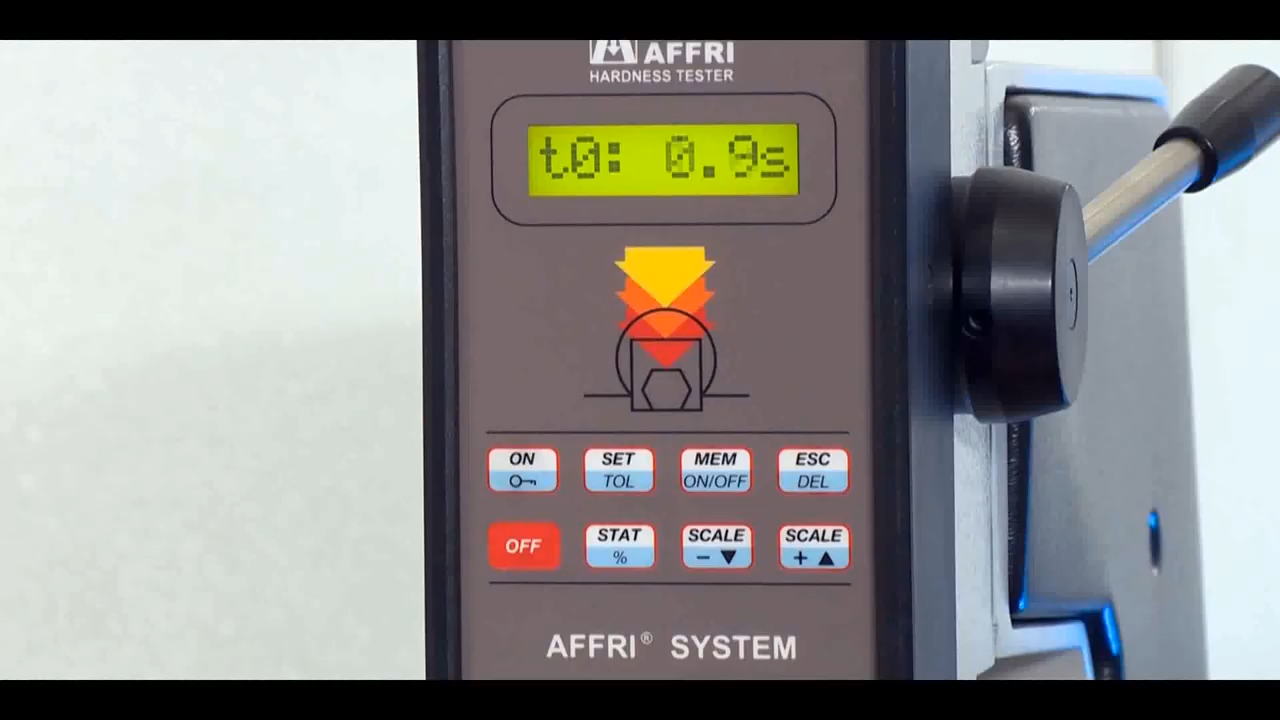 AFFRI
HARDNESS TESTER
t0: 0.9s
ON
SET
TOL
MEM
ON/OFF
ESC
DEL
OFF
STAT
%
SCALE
− ▼
SCALE
+ ▲
AFFRI® SYSTEM